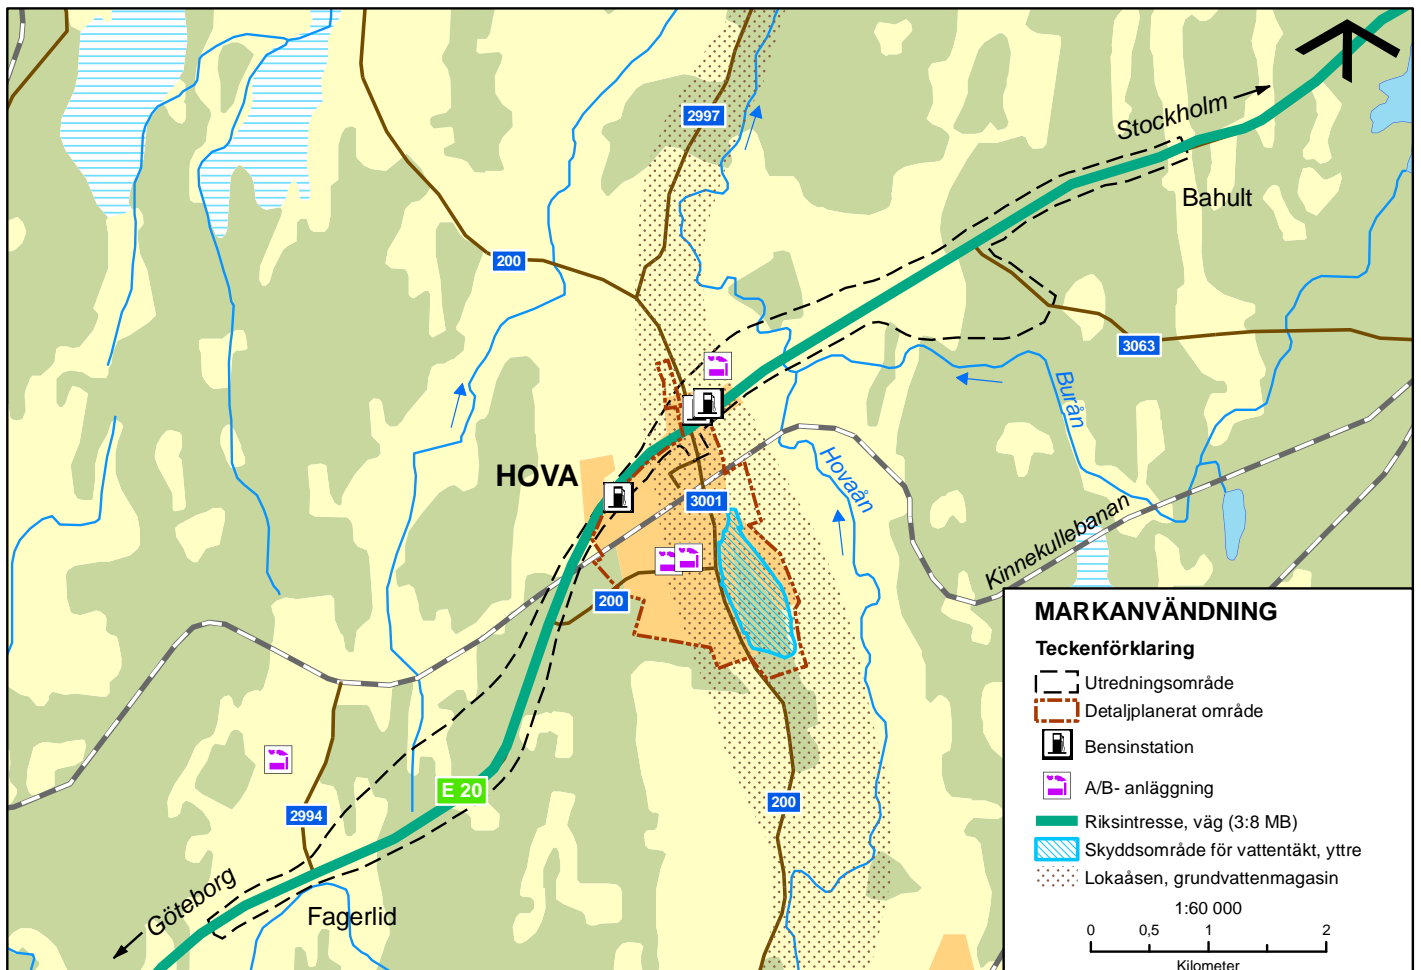 2997
Stockholm
Bahult
200
3063
Burån
HOVA
Hovaån
3001
Kinnekullebanan
200
E 20
2994
200
Göteborg
Fagerlid
MARKANVÄNDNING
Teckenförklaring
Utredningsområde
Detaljplanerat område
Bensinstation
A/B- anläggning
Riksintresse, väg (3:8 MB)
Skyddsområde för vattentäkt, yttre
Lokaåsen, grundvattenmagasin
1:60 000
0 0,5 1 2
Kilometer